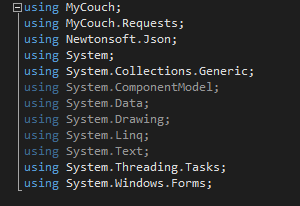 using MyCouch;
using MyCouch.Requests;
using Newtonsoft.Json;
using System;
using System.Collections.Generic;
using System.ComponentModel;
using System.Data;
using System.Drawing;
using System.Linq;
using System.Text;
using System.Threading.Tasks;
using System.Windows.Forms;